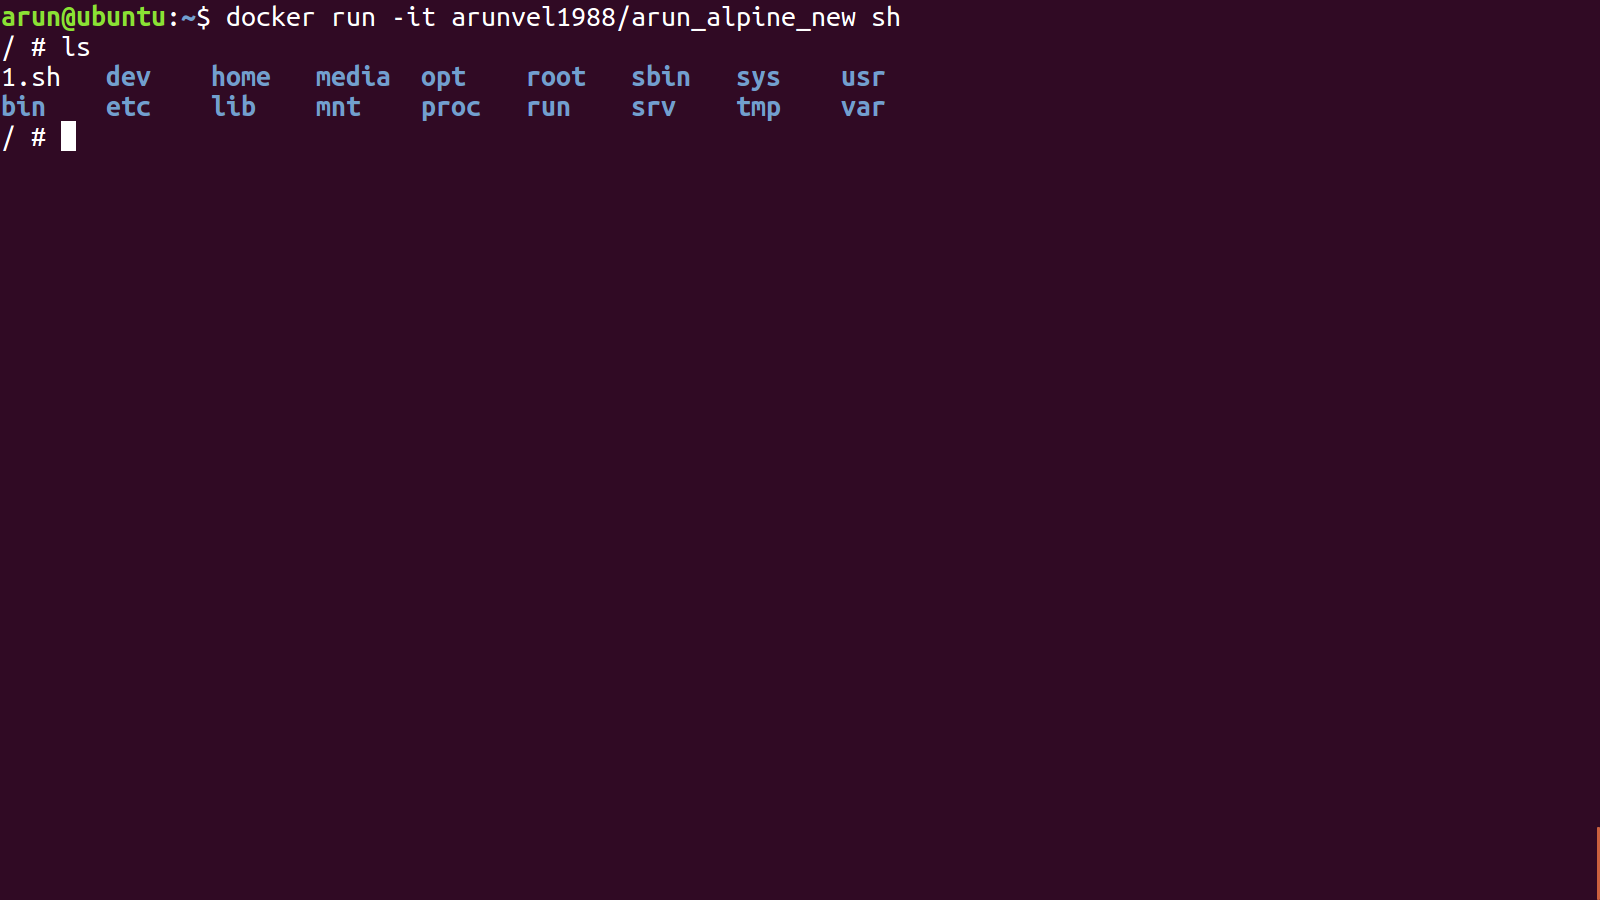 arun@ubuntu:~$ docker run -it arunvel1988/arun_alpine_new sh
/ # ls
1.sh   dev    home   media  opt    root   sbin   sys    usr
bin    etc    lib    mnt    proc   run    srv    tmp    var
/ #